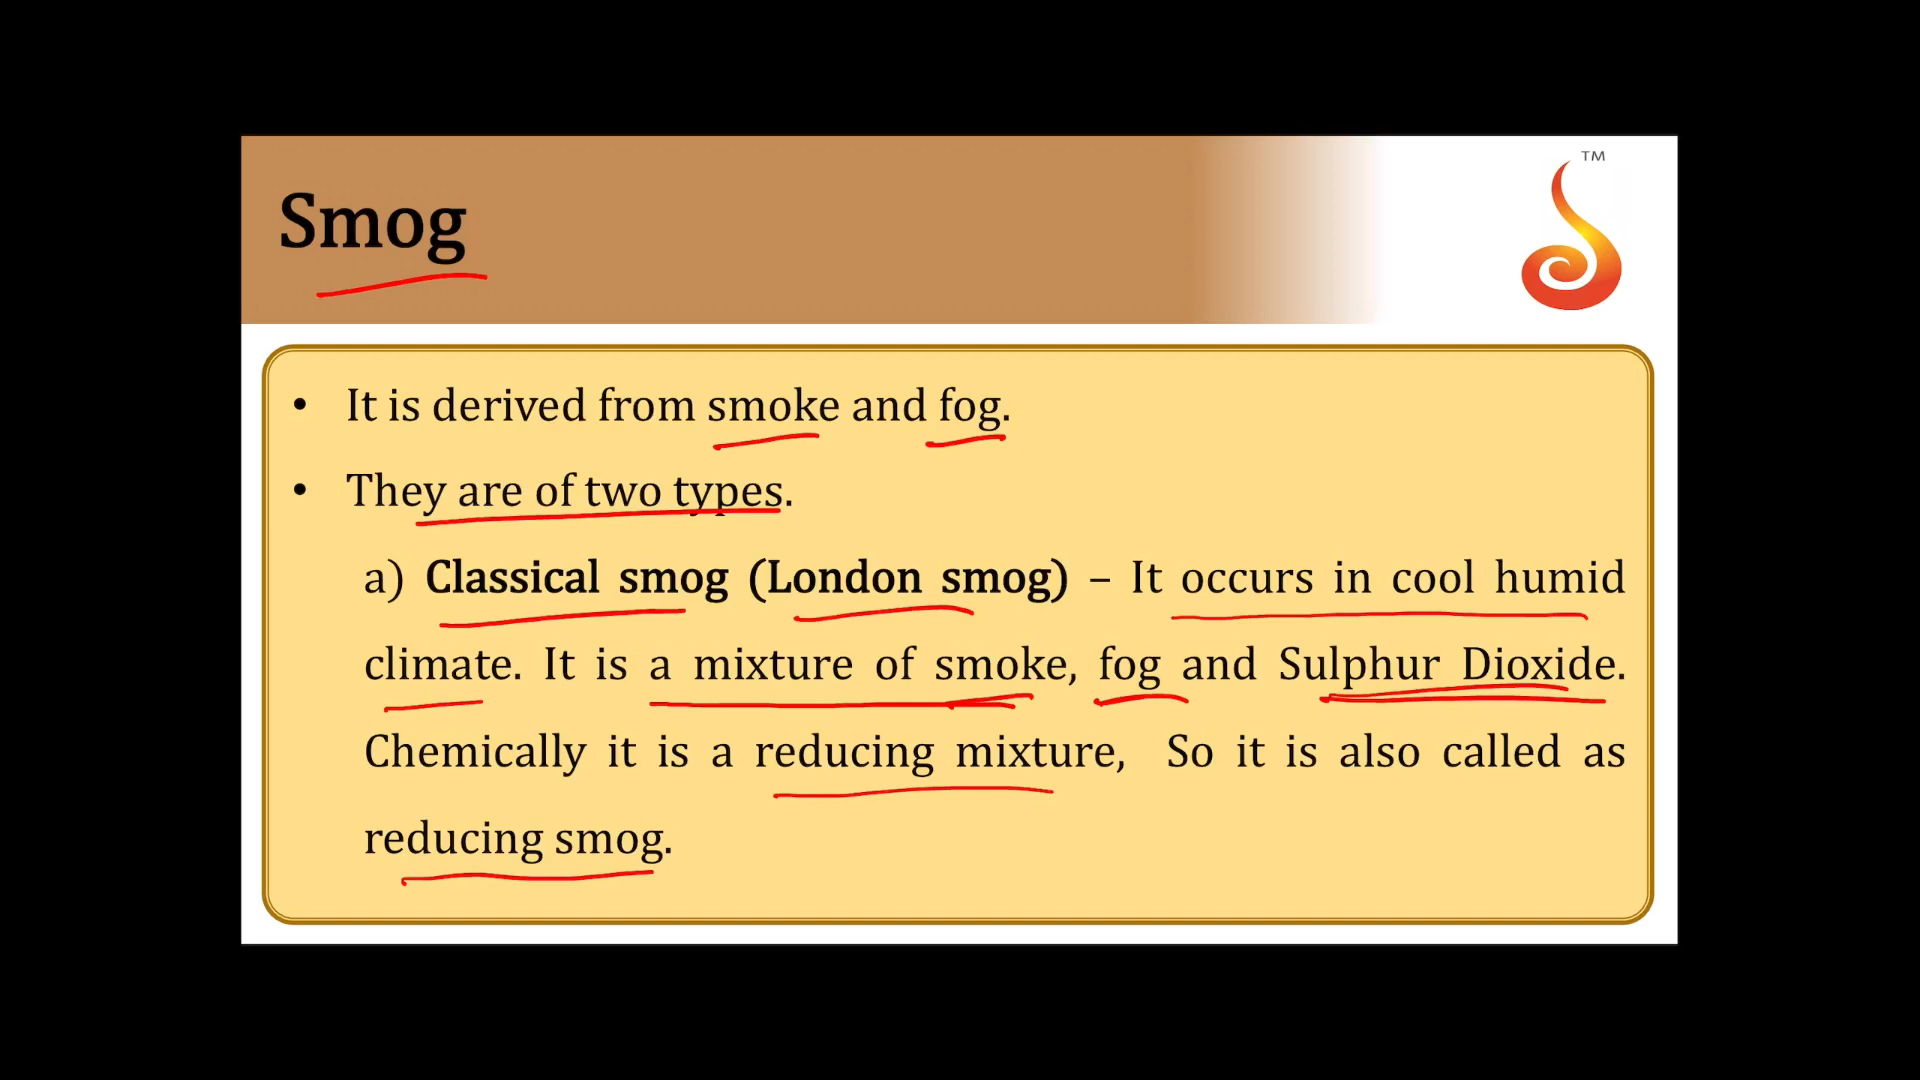 TM
Smog
• It is derived from smoke and fog.
• They are of two types.
a) Classical smog (London smog) – It occurs in cool humid
climate. It is a mixture of smoke, fog and Sulphur Dioxide.
Chemically it is a reducing mixture, So it is also called as
reducing smog.